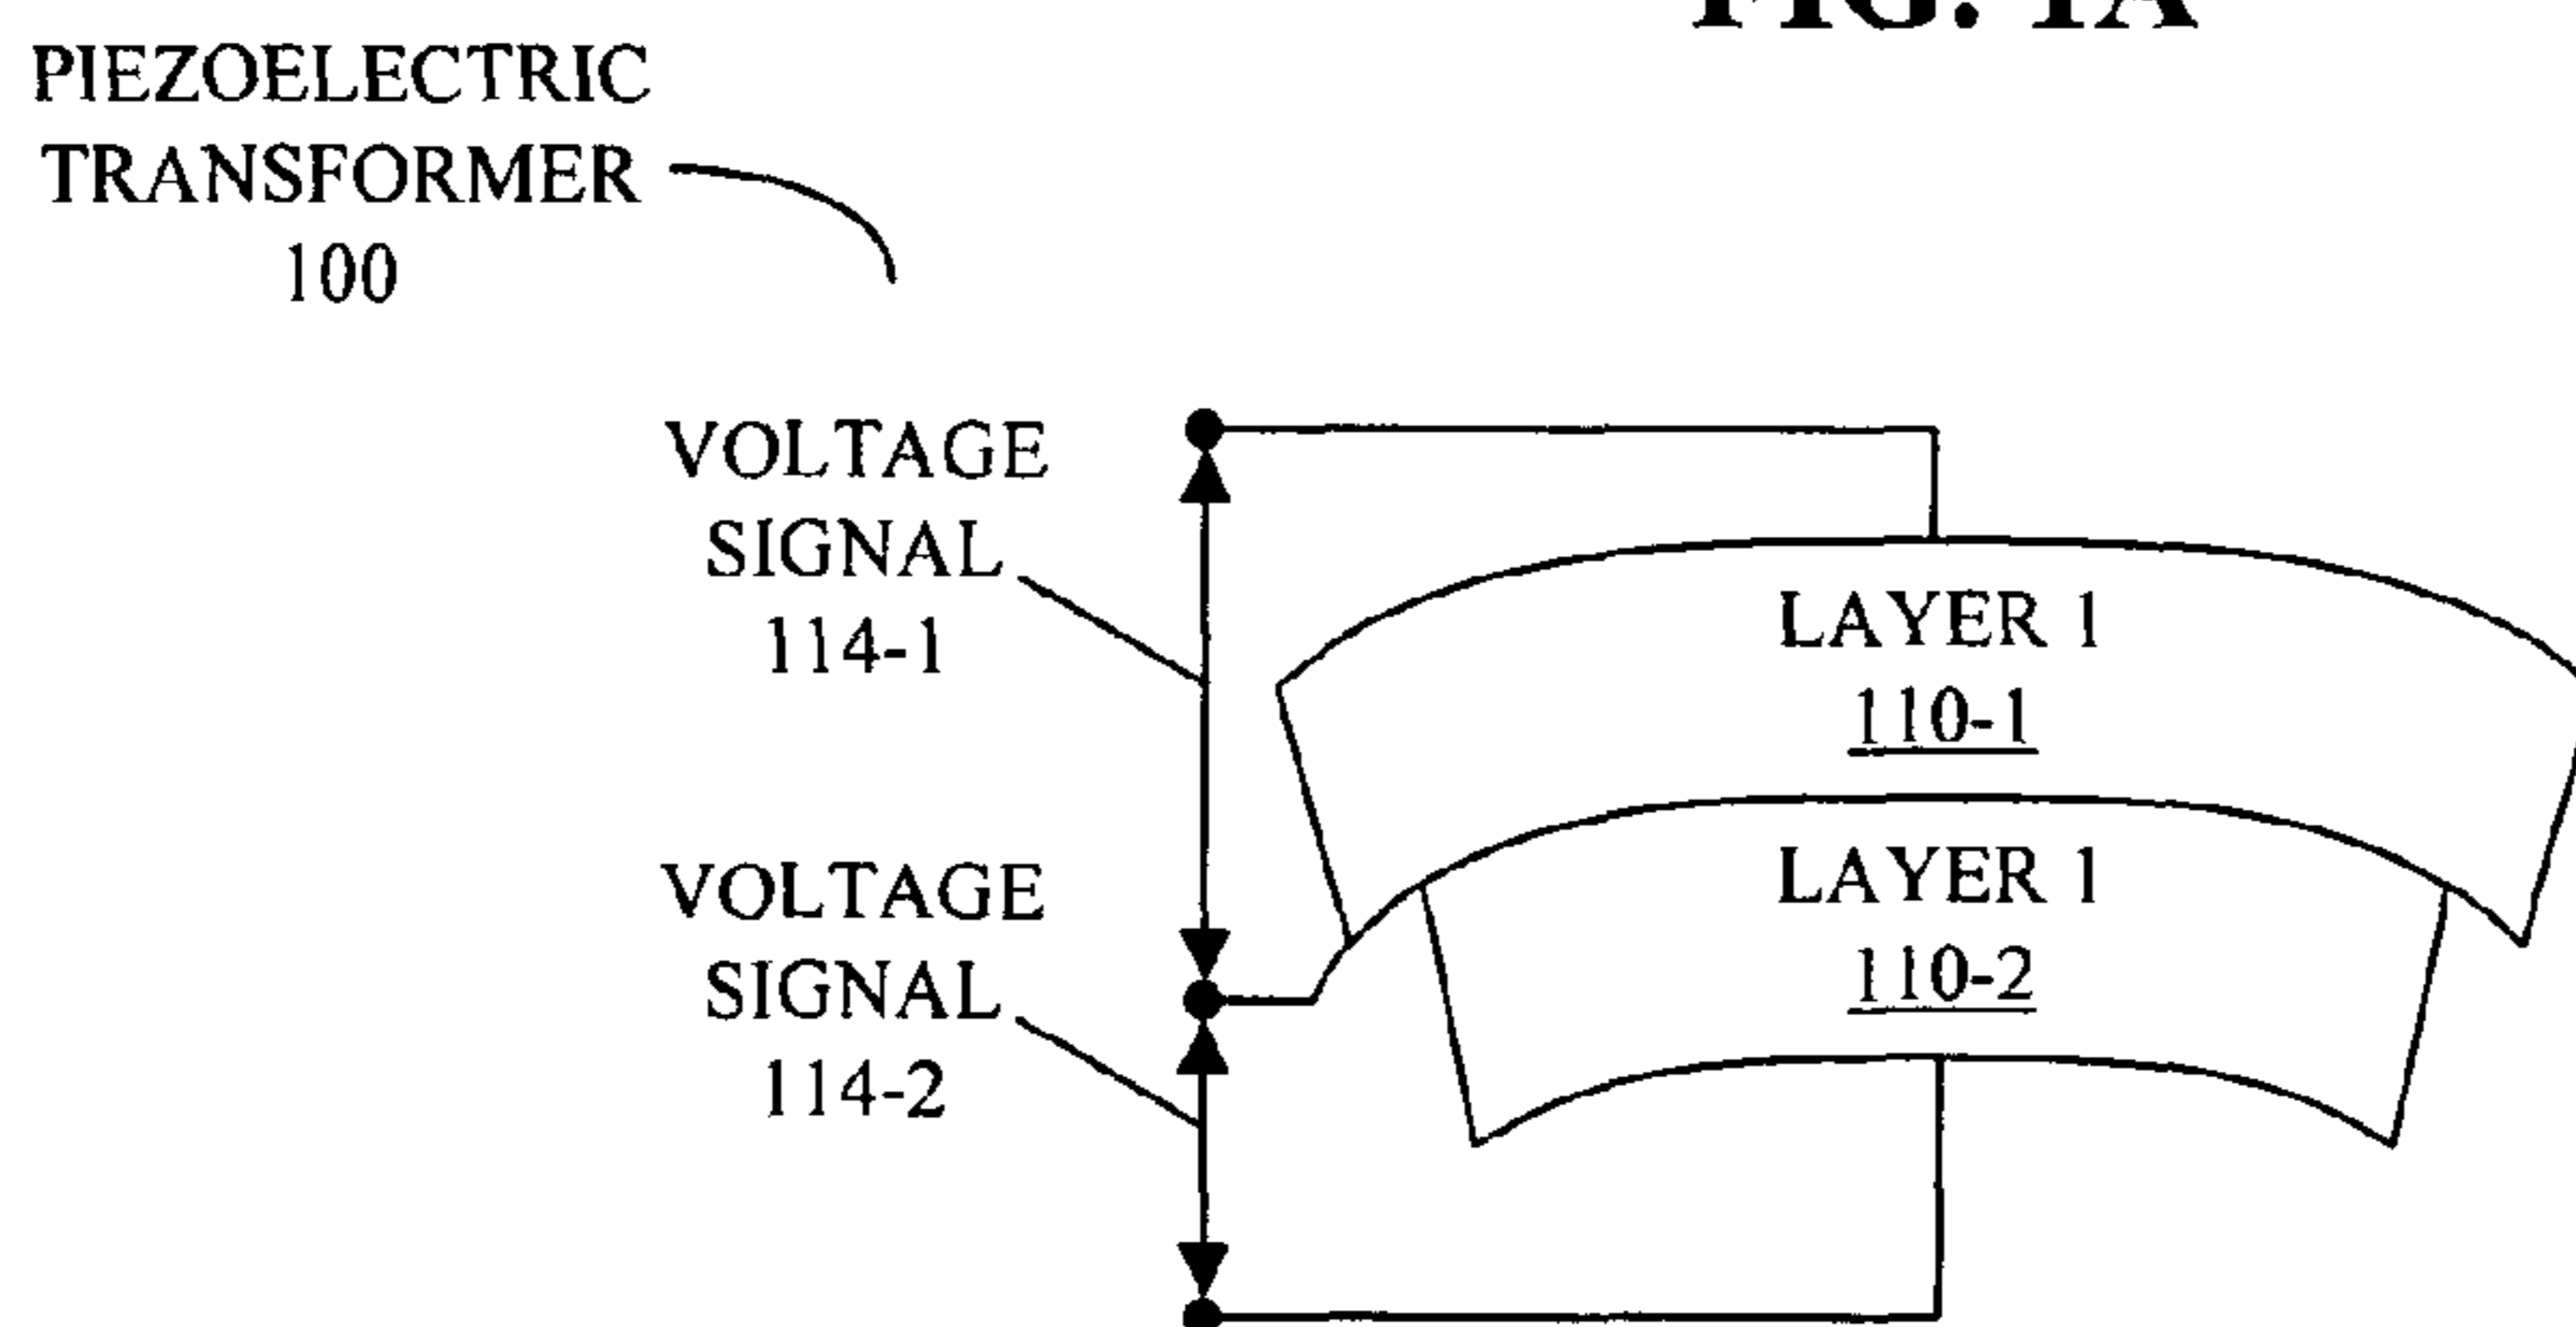 FIG. 1A
PIEZOELECTRIC
TRANSFORMER
100
VOLTAGE
SIGNAL
114-1
LAYER 1
110-1
VOLTAGE
SIGNAL
114-2
LAYER 1
110-2